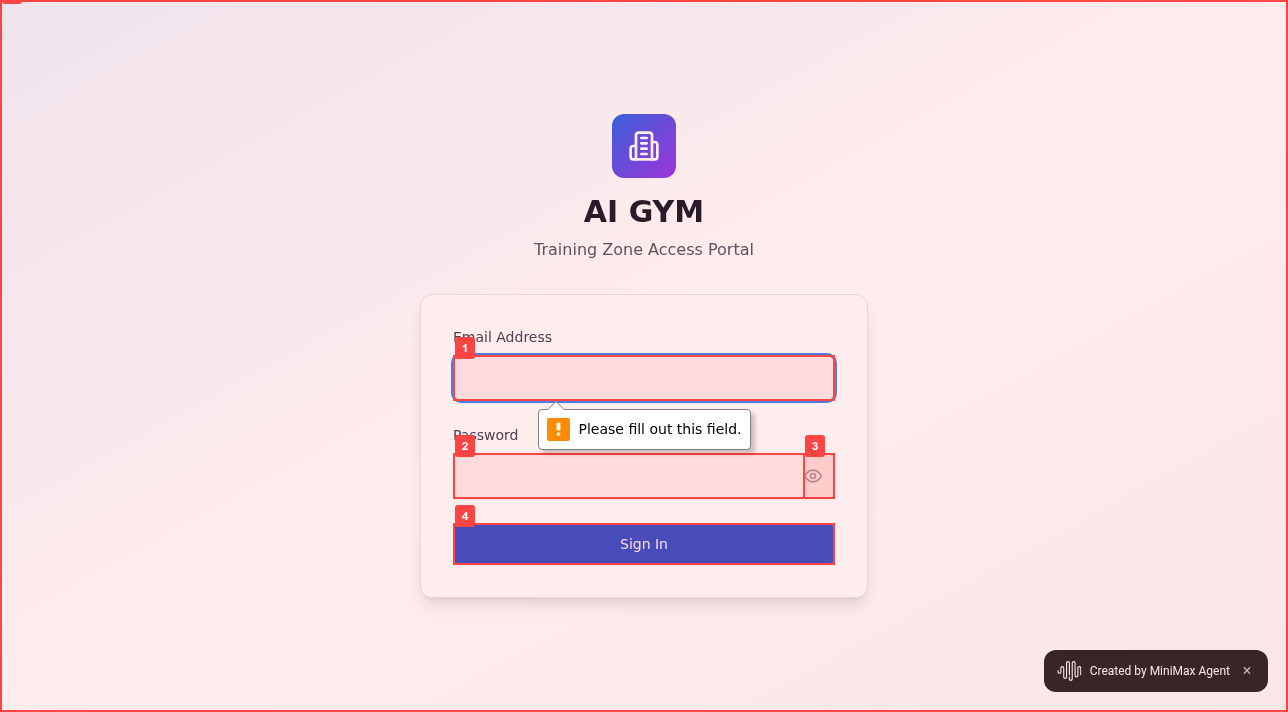 AI GYM
Training Zone Access Portal
Email Address
1
Please fill out this field.
Password
2
3
4
Sign In
Created by MiniMax Agent ×